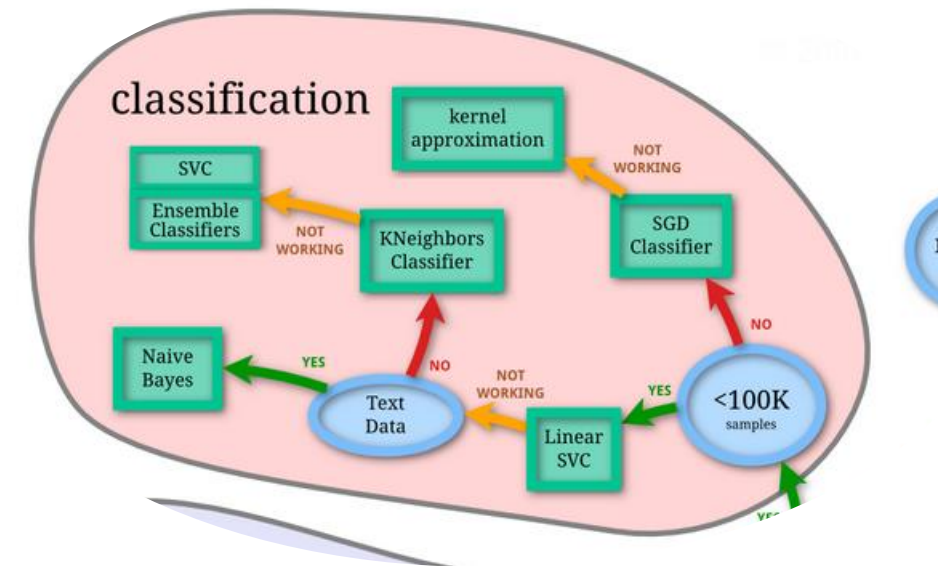 classification
kernel
approximation
NOT
WORKING
SVC
Ensemble
Classifiers
NOT
WORKING
KNeighbors
Classifier
SGD
Classifier
NO
Naive
Bayes
YES
NO
Text
Data
NOT
WORKING
Linear
SVC
YES
<100K
samples